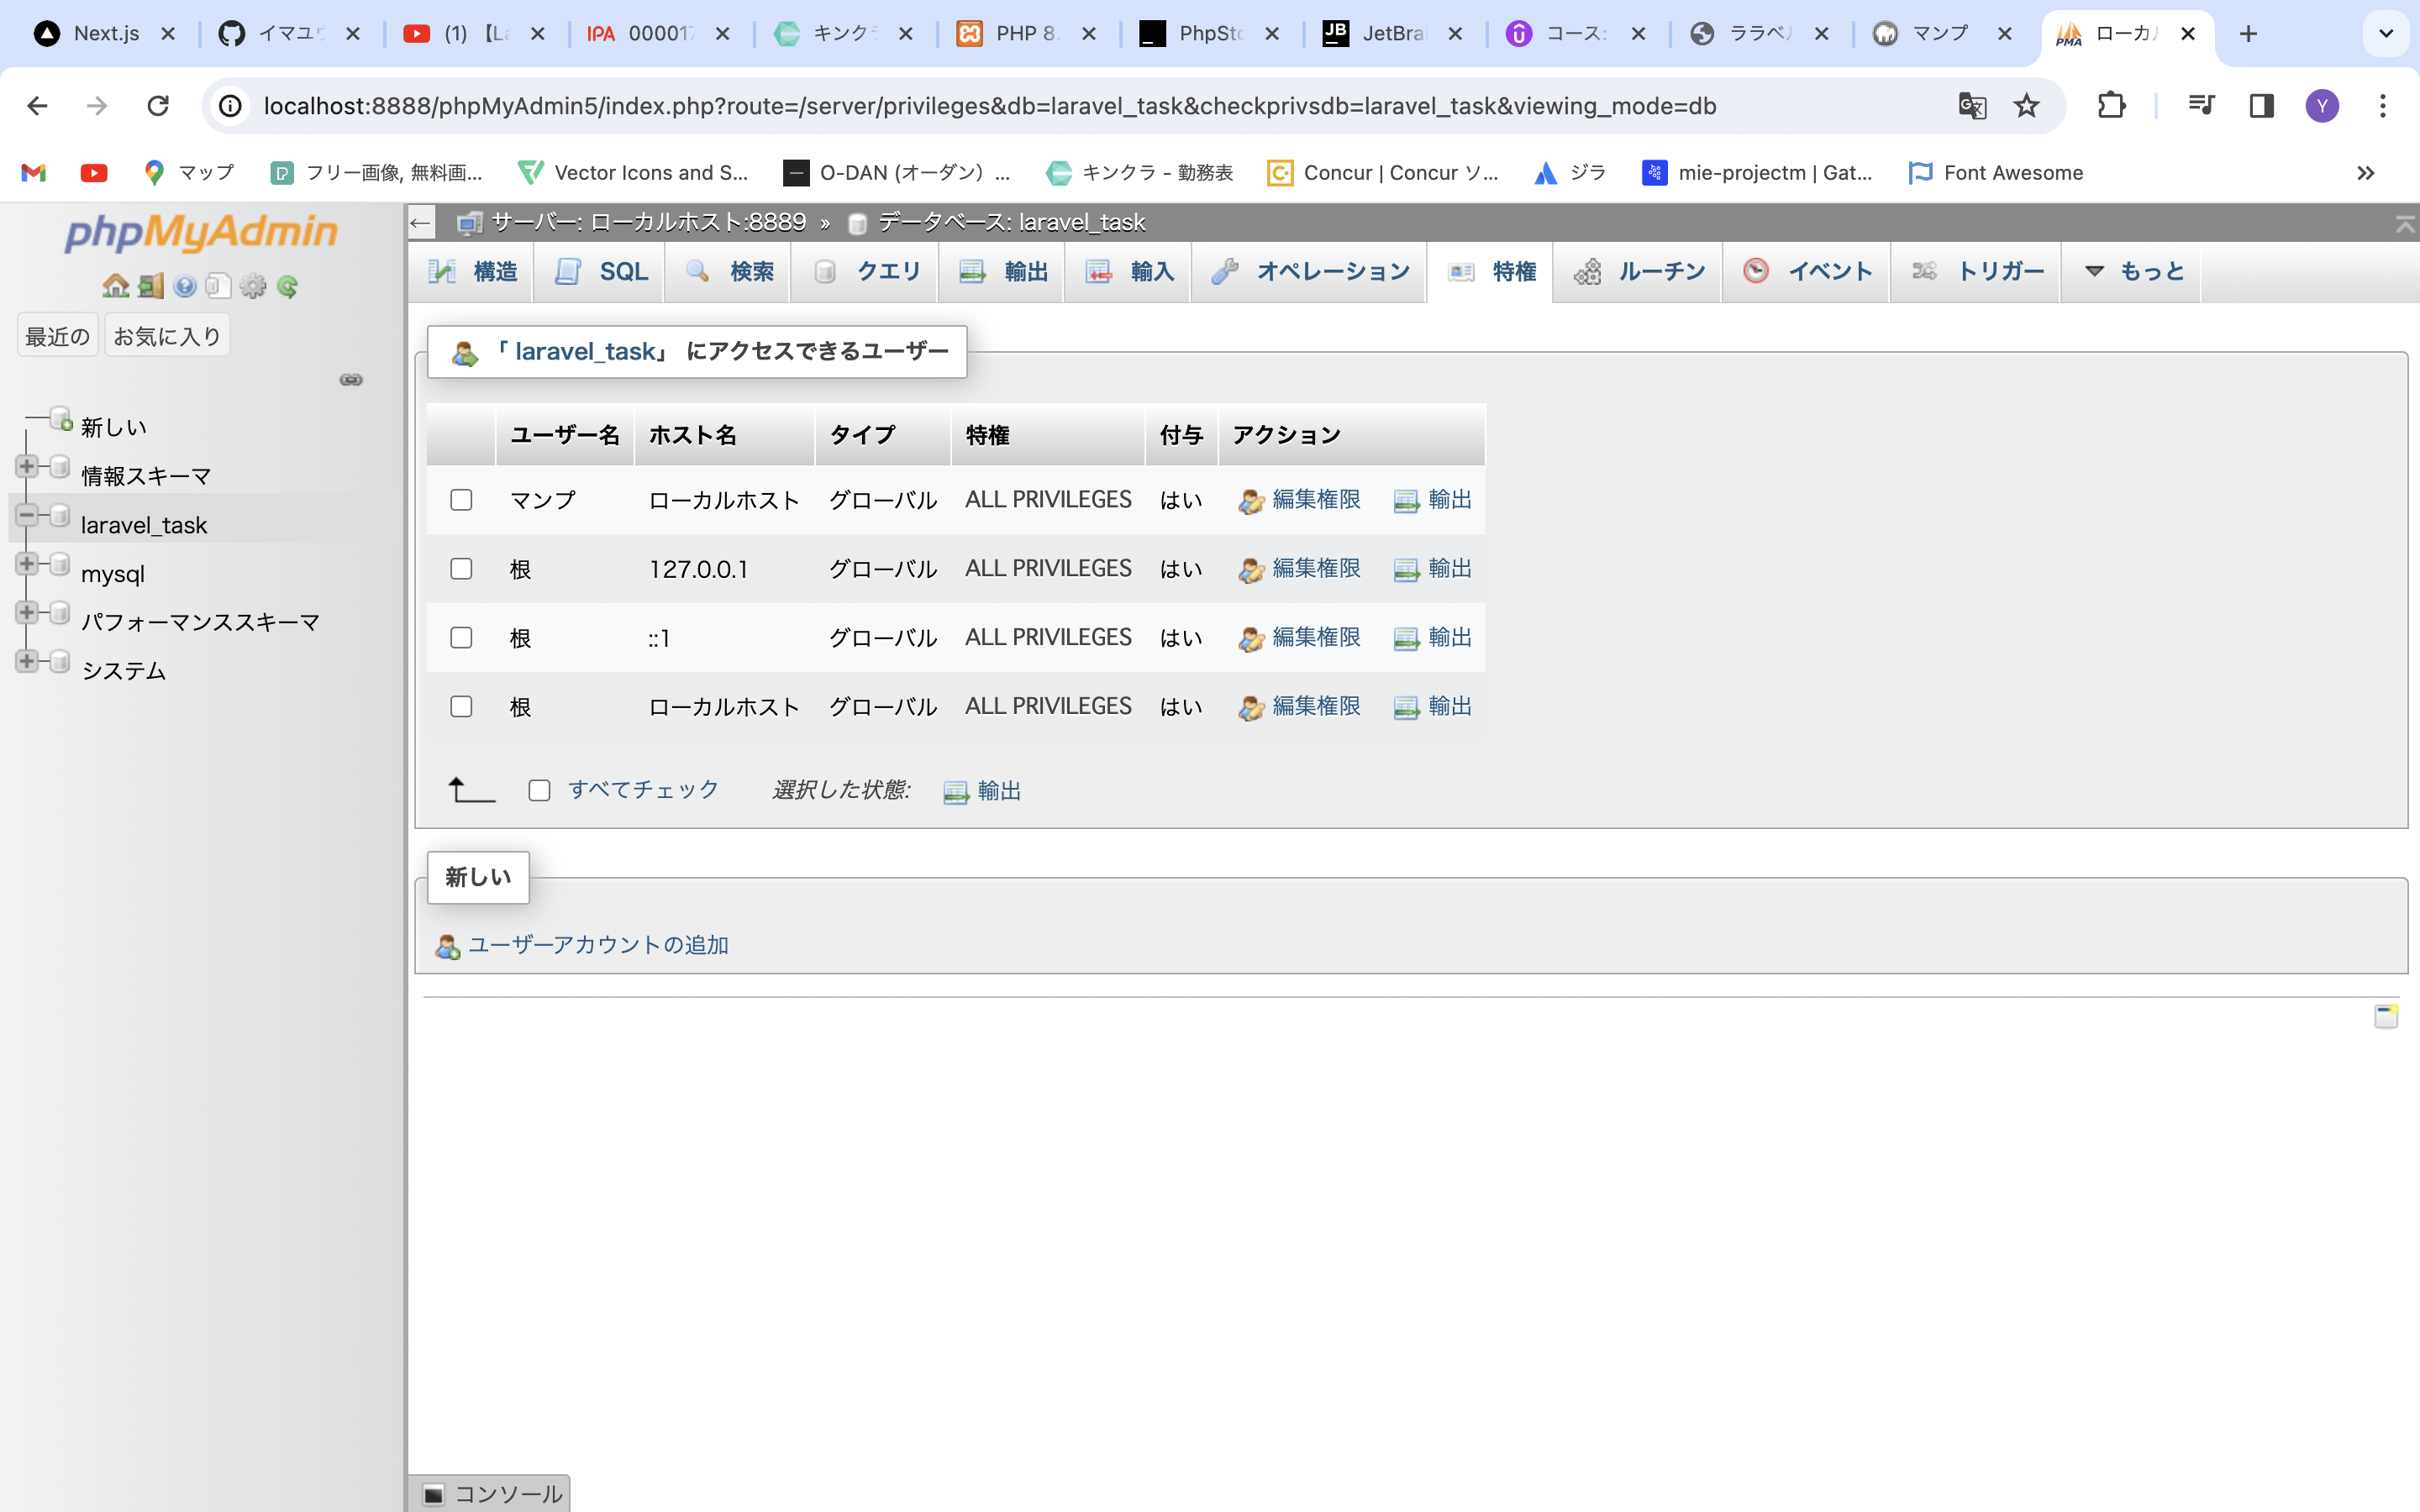 Next.js
イマユウ
(1) 【La
IPA 000017
キンクラ
PHP 8.
PhpSto
JetBrai
コース:
ララベル
マンプ
PMA ローカル
localhost:8888/phpMyAdmin5/index.php?route=/server/privileges&db=laravel_task&checkprivsdb=laravel_task&viewing_mode=db
Y
マップ
フリー画像, 無料画...
Vector Icons and S...
O-DAN (オーダン) ...
キンクラ - 勤務表
Concur | Concur ソ...
ジラ
mie-projectm | Gat...
Font Awesome
phpMyAdmin
最近の お気に入り
新しい
情報スキーマ
laravel_task
mysql
パフォーマンススキーマ
システム
サーバー: ローカルホスト:8889 » データベース: laravel_task
構造 SQL 検索 クエリ 輸出 輸入 オペレーション 特権 ルーチン イベント トリガー もっと
「 laravel_task」 にアクセスできるユーザー
ユーザー名 ホスト名 タイプ 特権 付与 アクション
マンプ ローカルホスト グローバル ALL PRIVILEGES はい 編集権限 輸出
根 127.0.0.1 グローバル ALL PRIVILEGES はい 編集権限 輸出
根 ::1 グローバル ALL PRIVILEGES はい 編集権限 輸出
根 ローカルホスト グローバル ALL PRIVILEGES はい 編集権限 輸出
すべてチェック 選択した状態: 輸出
新しい
ユーザーアカウントの追加
コンソール